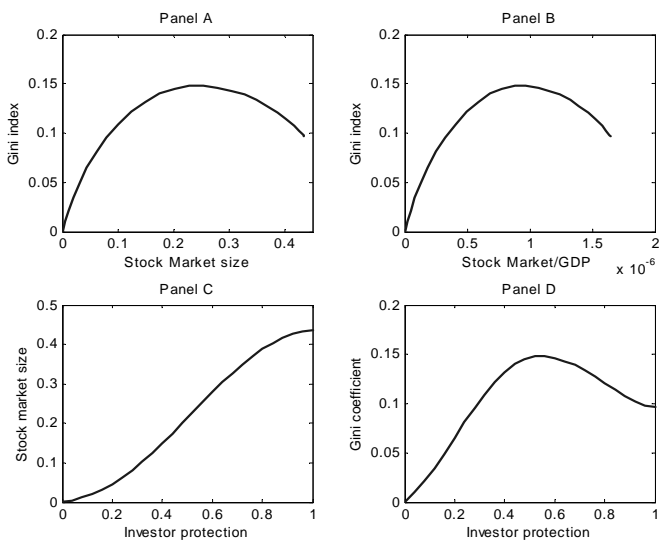 Panel A
0.2
0.15
0.1
0.05
0
Gini index
0 0.1 0.2 0.3 0.4
Stock Market size
Panel B
0.2
0.15
0.1
0.05
0
Gini index
0 0.5 1 1.5 2
Stock Market/GDP
x 10⁻⁶
Panel C
0.5
0.4
0.3
0.2
0.1
0
Stock market size
0 0.2 0.4 0.6 0.8 1
Investor protection
Panel D
0.2
0.15
0.1
0.05
0
Gini coefficient
0 0.2 0.4 0.6 0.8 1
Investor protection